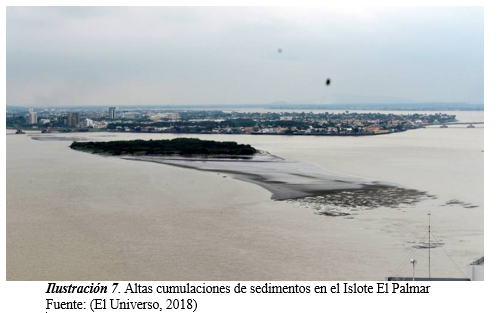 Ilustración 7. Altas cumulaciones de sedimentos en el Islote El Palmar
Fuente: (El Universo, 2018)